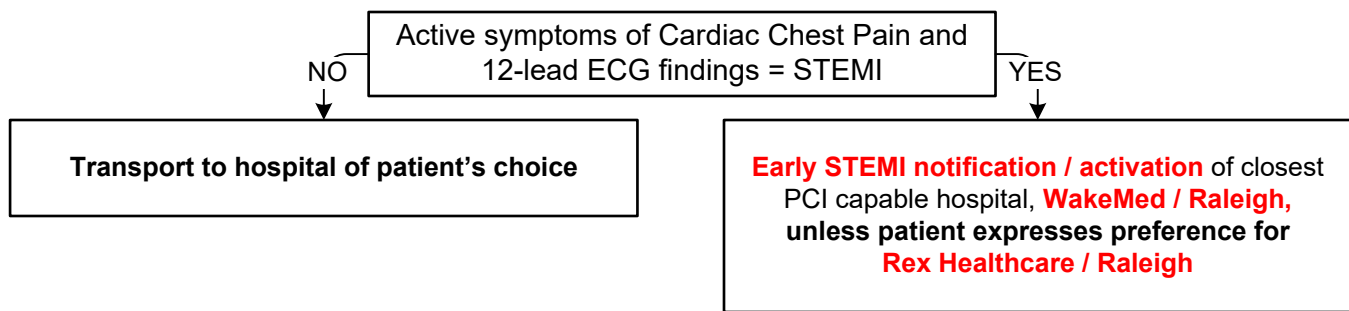 Active symptoms of Cardiac Chest Pain and
12-lead ECG findings = STEMI
NO
YES
Transport to hospital of patient’s choice
Early STEMI notification / activation of closest
PCI capable hospital, WakeMed / Raleigh,
unless patient expresses preference for
Rex Healthcare / Raleigh